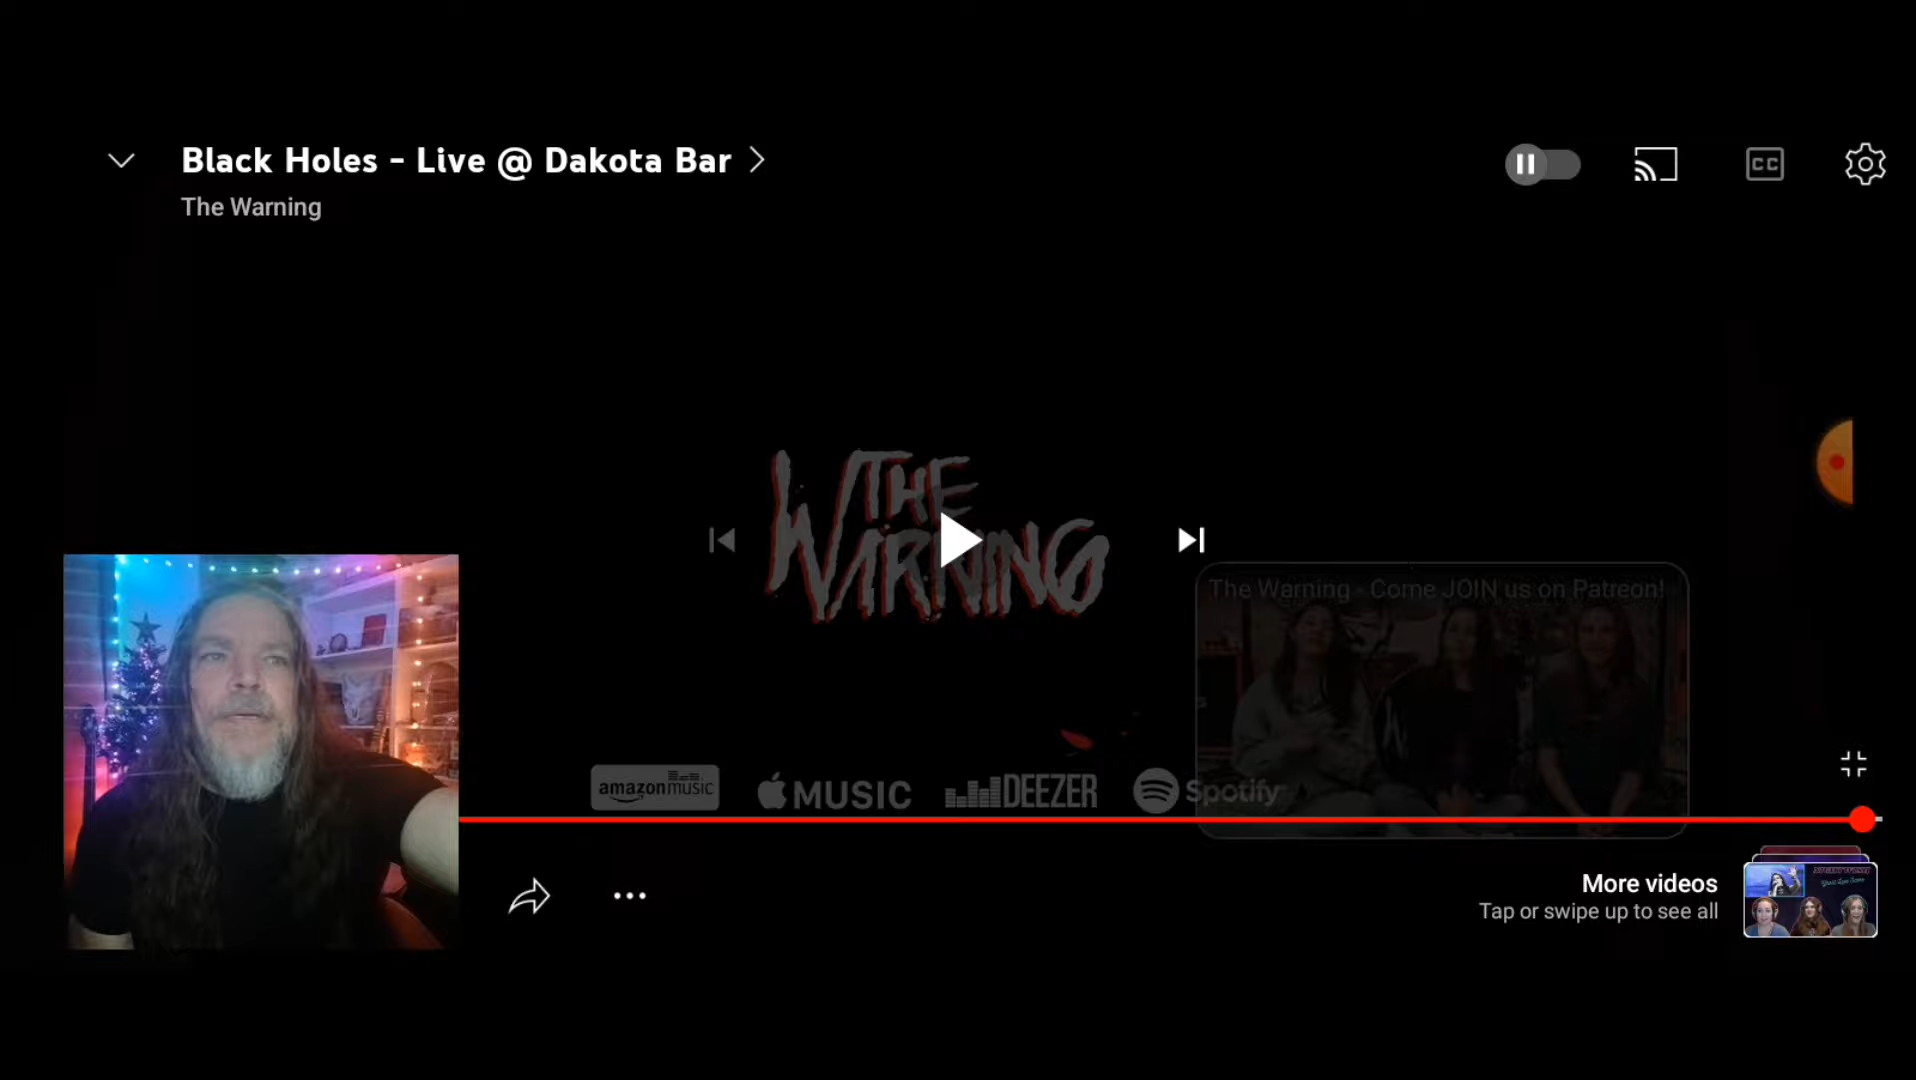 Black Holes - Live @ Dakota Bar
The Warning
CC
THE
WARNING
The Warning - Come JOIN us on Patreon!
amazon music
MUSIC
DEEZER
Spotify
More videos
Tap or swipe up to see all